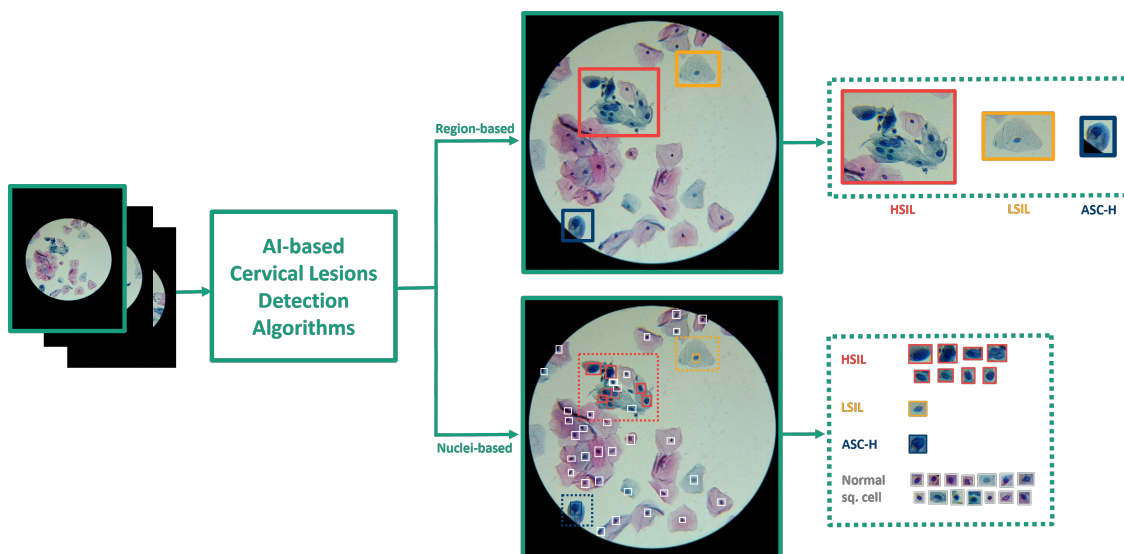 AI-based
Cervical Lesions
Detection
Algorithms
Region-based
HSIL
LSIL
ASC-H
Nuclei-based
HSIL
LSIL
ASC-H
Normal
sq. cell